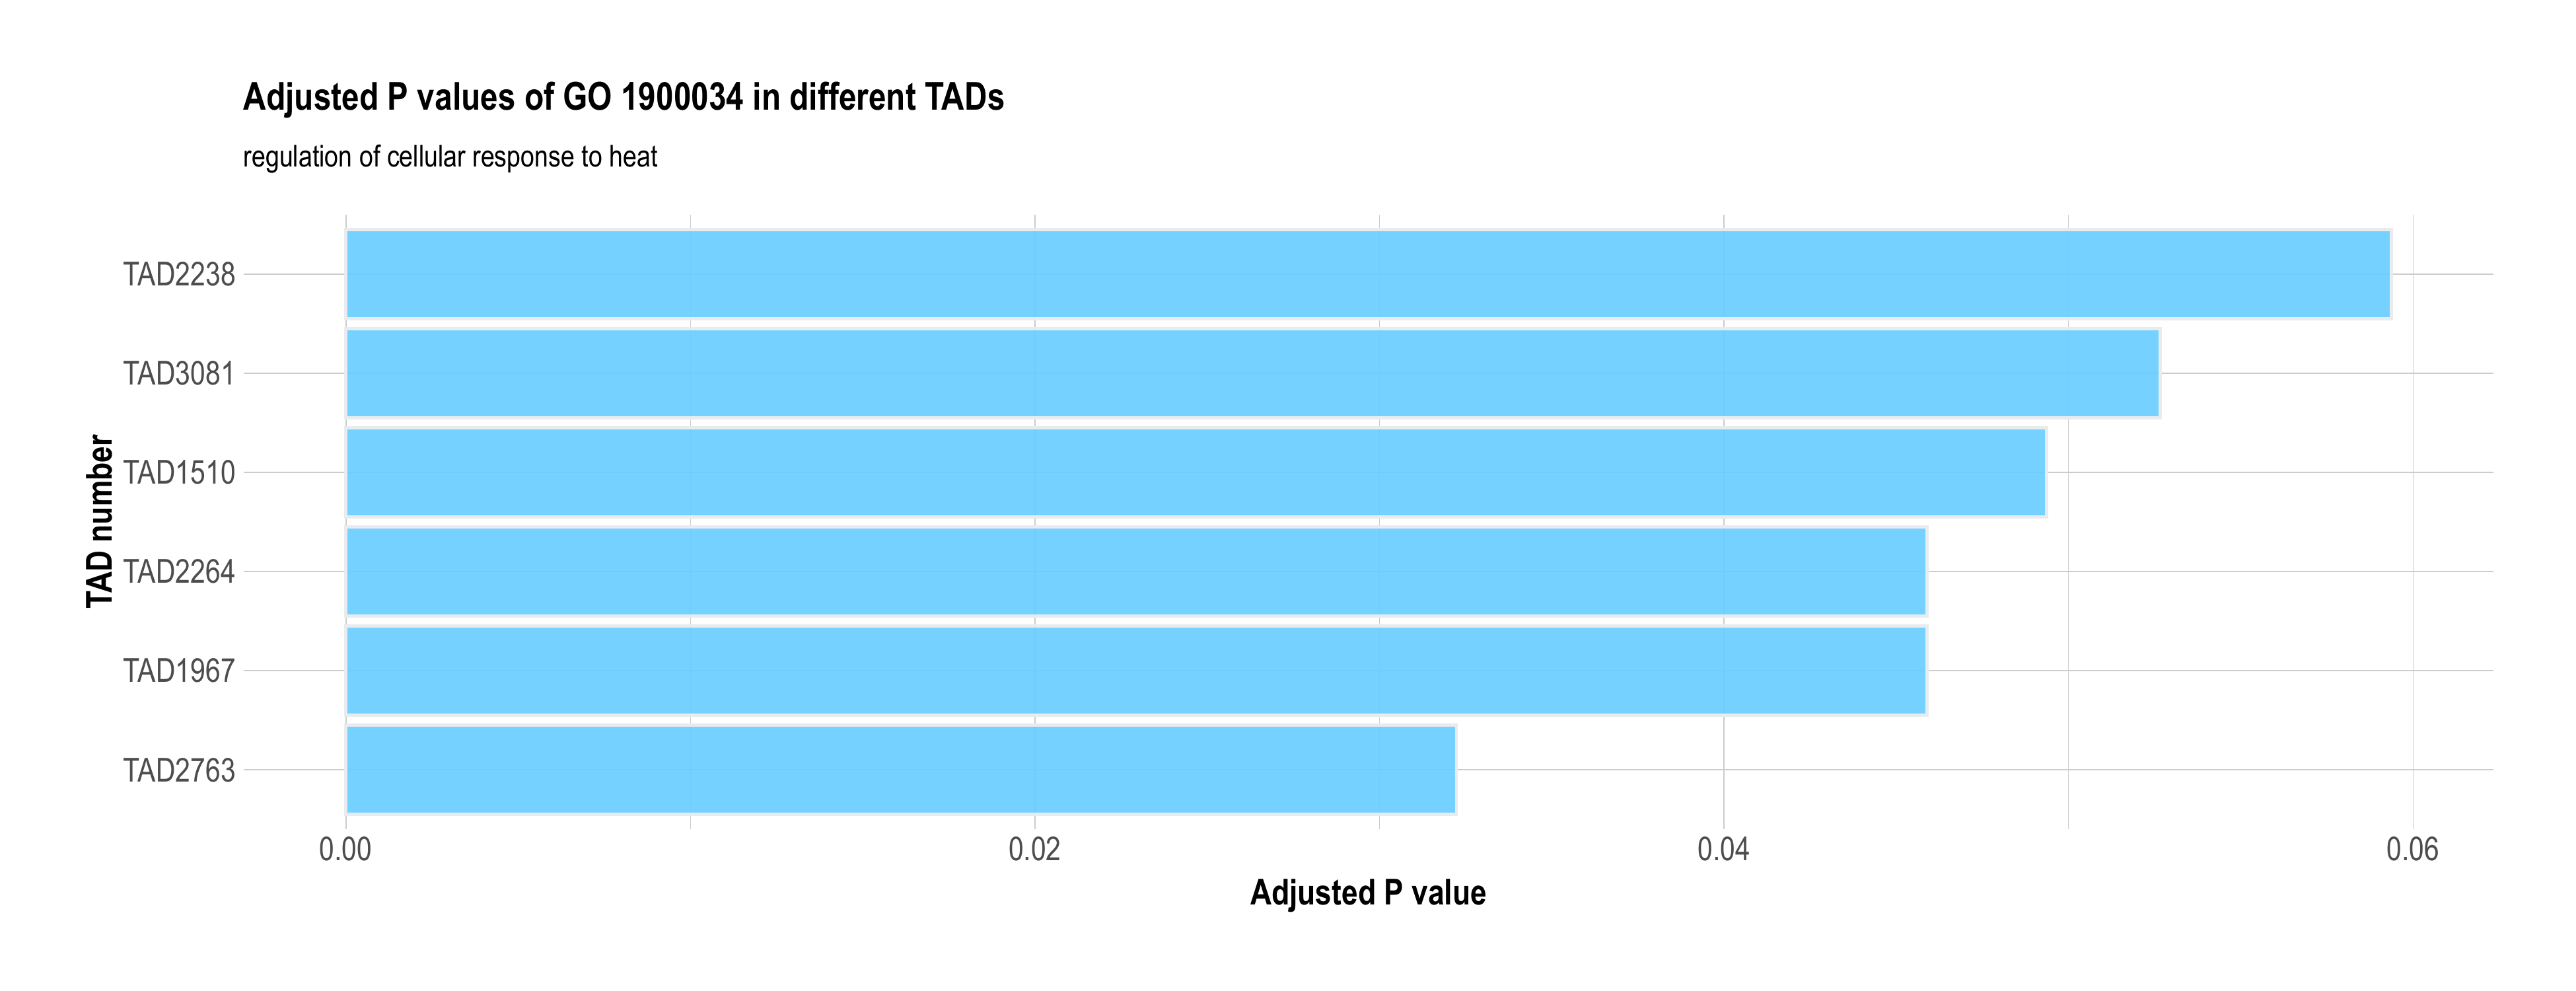 Adjusted P values of GO 1900034 in different TADs
regulation of cellular response to heat
TAD number
TAD2238
TAD3081
TAD1510
TAD2264
TAD1967
TAD2763
0.00 0.02 0.04 0.06
Adjusted P value